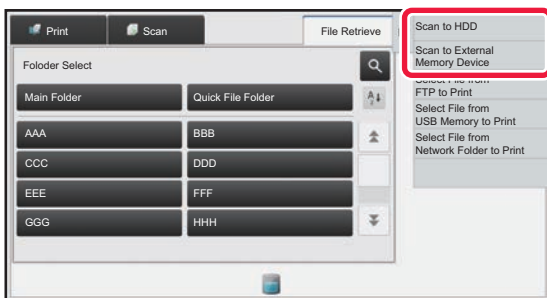 Print
Scan
File Retrieve
Foloder Select
Main Folder
Quick File Folder
AAA
BBB
CCC
DDD
EEE
FFF
GGG
HHH
Scan to HDD
Scan to External
Memory Device
Select File from
FTP to Print
Select File from
USB Memory to Print
Select File from
Network Folder to Print